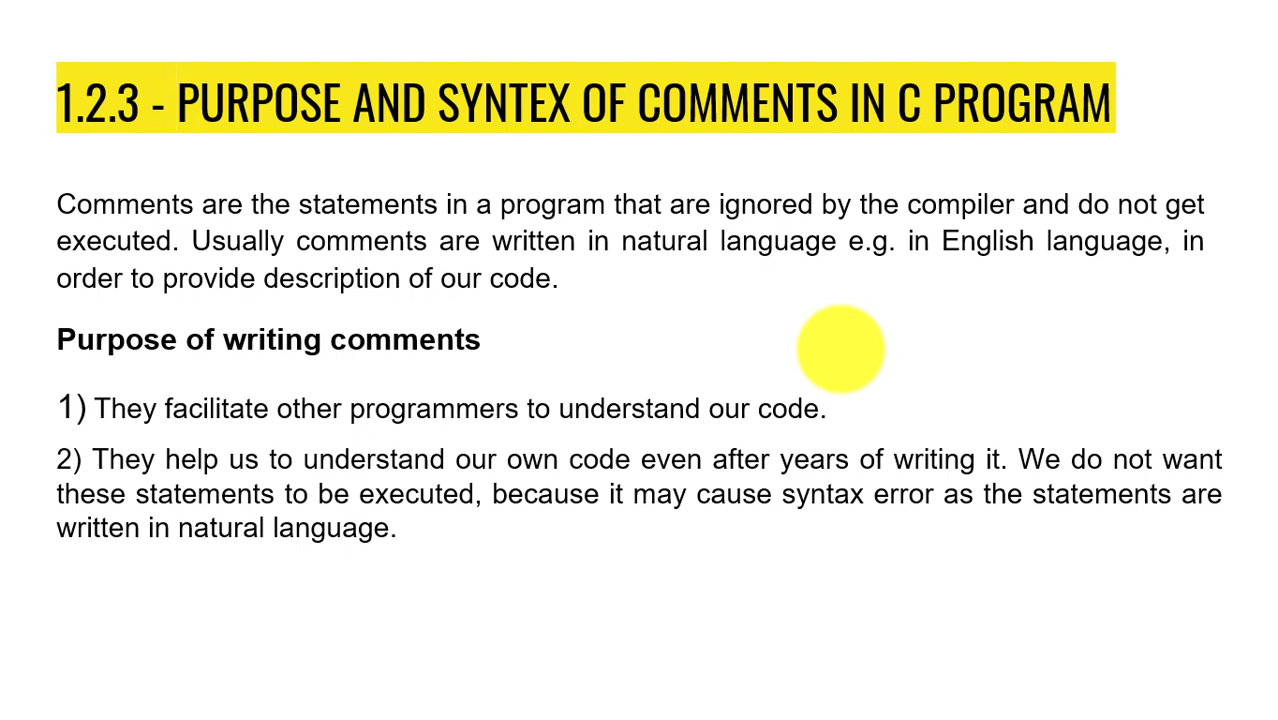 1.2.3 - PURPOSE AND SYNTEX OF COMMENTS IN C PROGRAM
Comments are the statements in a program that are ignored by the compiler and do not get
executed. Usually comments are written in natural language e.g. in English language, in
order to provide description of our code.
Purpose of writing comments
1) They facilitate other programmers to understand our code.
2) They help us to understand our own code even after years of writing it. We do not want
these statements to be executed, because it may cause syntax error as the statements are
written in natural language.